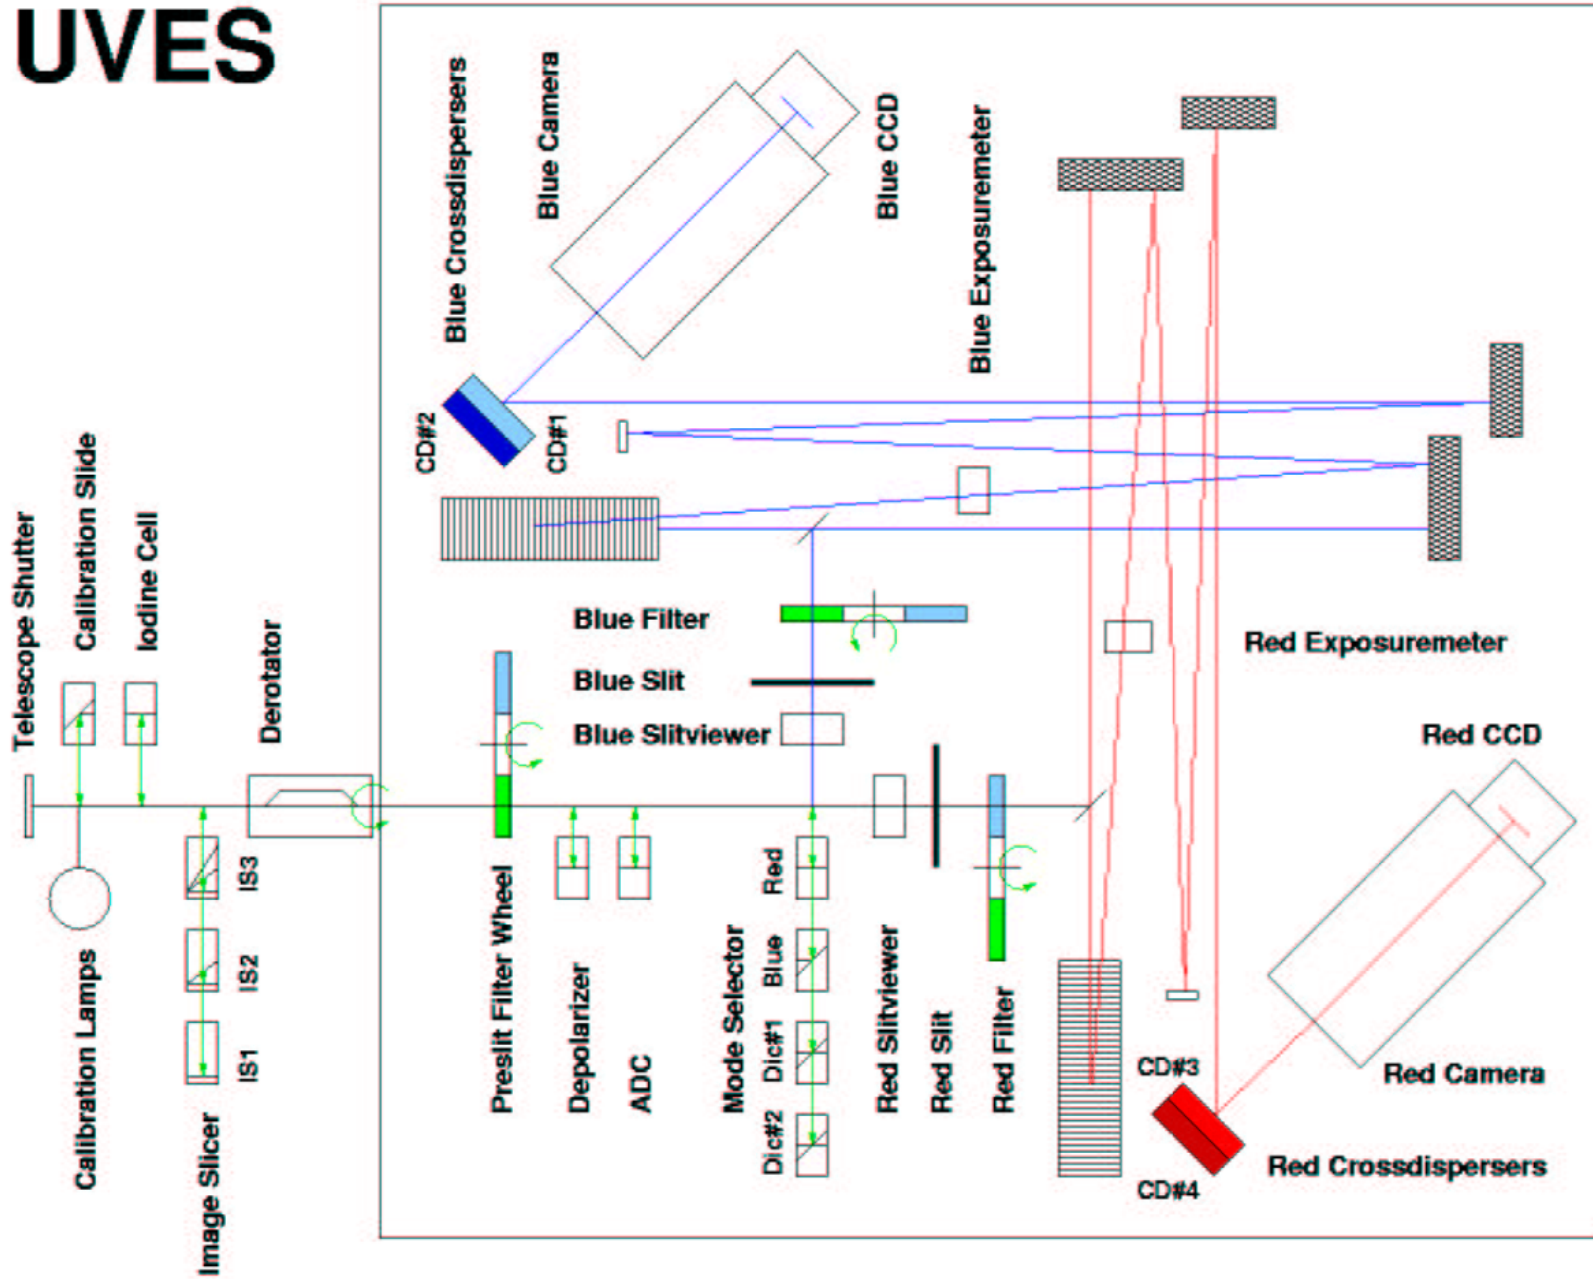 UVES
Blue Crossdispersers
Blue Camera
Blue CCD
Blue Exposuremeter
CD#2
CD#1
Telescope Shutter
Calibration Slide
Iodine Cell
Derotator
Blue Filter
Blue Slit
Blue Slitviewer
Red Exposuremeter
Red CCD
Calibration Lamps
Image Slicer
IS3
IS2
IS1
Preslit Filter Wheel
Depolarizer
ADC
Mode Selector
Red
Blue
Dic#1
Dic#2
Red Slitviewer
Red Slit
Red Filter
CD#3
CD#4
Red Camera
Red Crossdispersers